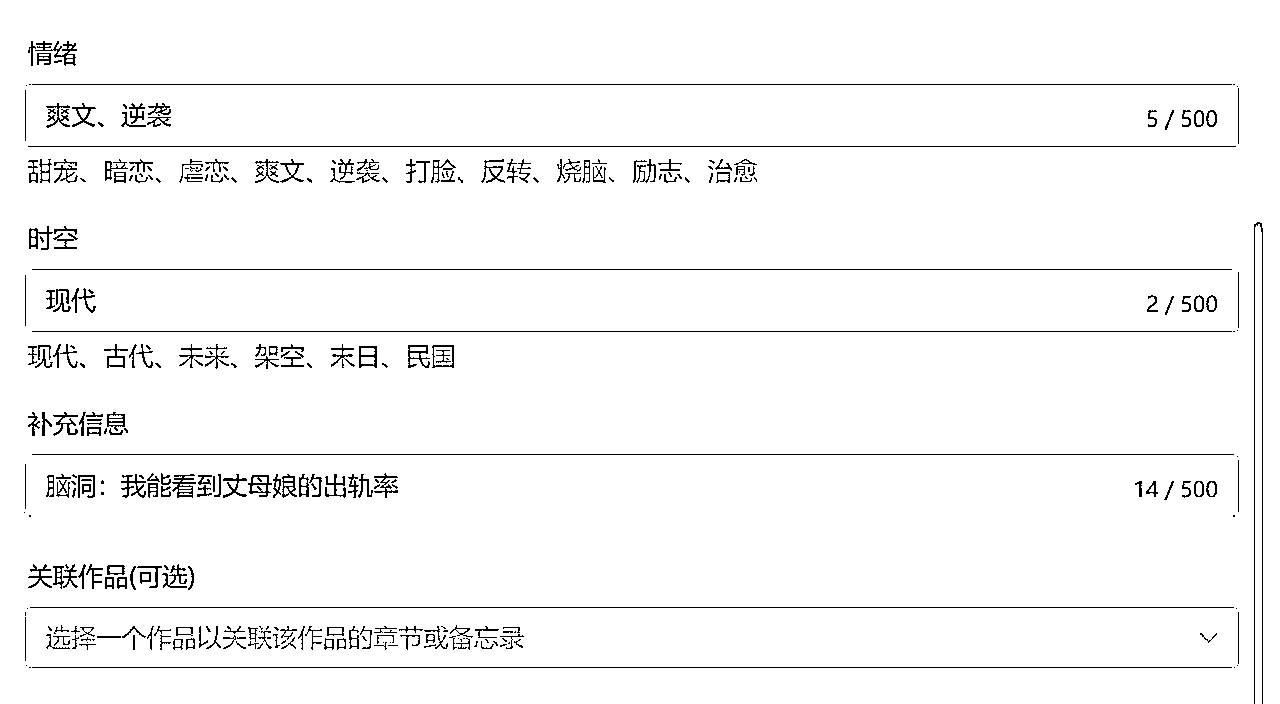 情绪
爽文、逆袭
5 / 500
甜宠、暗恋、虐恋、爽文、逆袭、打脸、反转、烧脑、励志、治愈
时空
现代
2 / 500
现代、古代、未来、架空、末日、民国
补充信息
脑洞：我能看到丈母娘的出轨率
14 / 500
关联作品(可选)
选择一个作品以关联该作品的章节或备忘录